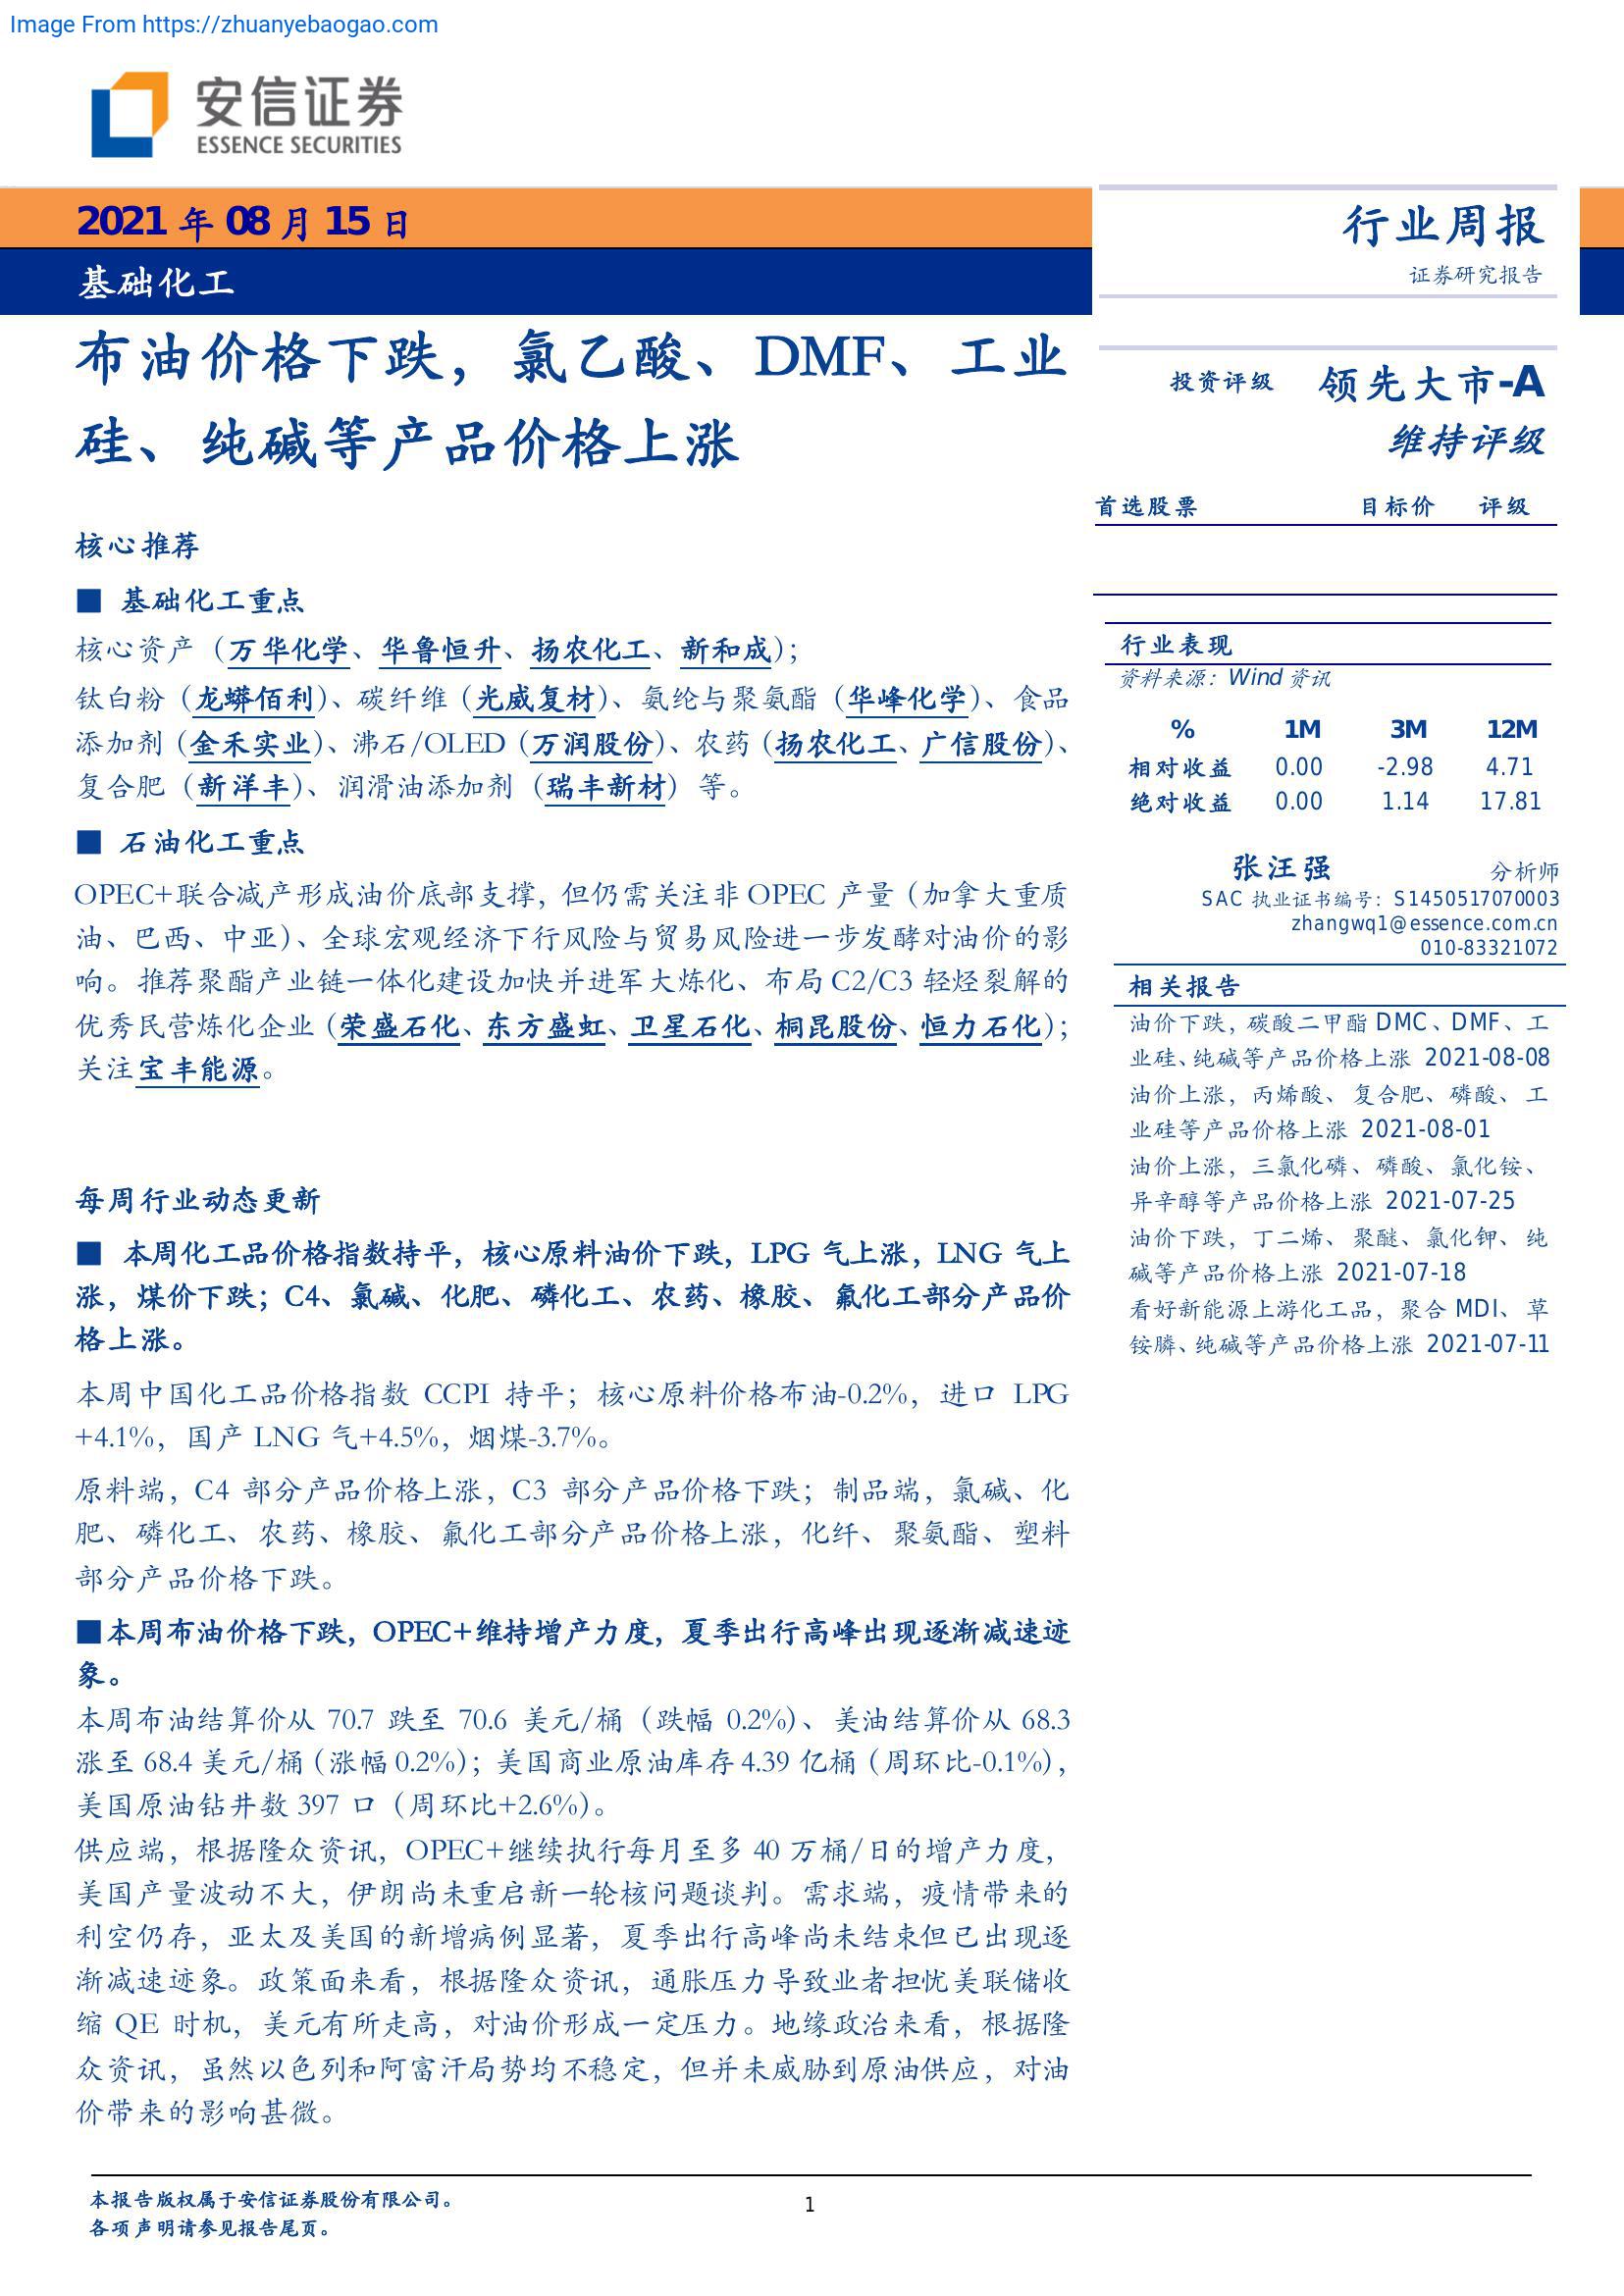 Image From https://zhuanyebaogao.com
安信证券
ESSENCE SECURITIES
2021 年 08 月 15 日
基础化工
行业周报
证券研究报告
布油价格下跌，氯乙酸、DMF、工业
硅、纯碱等产品价格上涨
投资评级 领先大市-A
维持评级
首选股票 目标价 评级
核心推荐
■ 基础化工重点
核心资产（万华化学、华鲁恒升、扬农化工、新和成）；
钛白粉（龙蟒佰利）、碳纤维（光威复材）、氨纶与聚氨酯（华峰化学）、食品
添加剂（金禾实业）、沸石/OLED（万润股份）、农药（扬农化工、广信股份）、
复合肥（新洋丰）、润滑油添加剂（瑞丰新材）等。
■ 石油化工重点
OPEC+联合减产形成油价底部支撑，但仍需关注非 OPEC 产量（加拿大重质
油、巴西、中亚）、全球宏观经济下行风险与贸易风险进一步发酵对油价的影
响。推荐聚酯产业链一体化建设加快并进军大炼化、布局 C2/C3 轻烃裂解的
优秀民营炼化企业（荣盛石化、东方盛虹、卫星石化、桐昆股份、恒力石化）；
关注宝丰能源。
每周行业动态更新
■ 本周化工品价格指数持平，核心原料油价下跌，LPG 气上涨，LNG 气上
涨，煤价下跌；C4、氯碱、化肥、磷化工、农药、橡胶、氟化工部分产品价
格上涨。
本周中国化工品价格指数 CCPI 持平；核心原料价格布油-0.2%，进口 LPG
+4.1%，国产 LNG 气+4.5%，烟煤-3.7%。
原料端，C4 部分产品价格上涨，C3 部分产品价格下跌；制品端，氯碱、化
肥、磷化工、农药、橡胶、氟化工部分产品价格上涨，化纤、聚氨酯、塑料
部分产品价格下跌。
■本周布油价格下跌，OPEC+维持增产力度，夏季出行高峰出现逐渐减速迹
象。
本周布油结算价从 70.7 跌至 70.6 美元/桶（跌幅 0.2%）、美油结算价从 68.3
涨至 68.4 美元/桶（涨幅 0.2%）；美国商业原油库存 4.39 亿桶（周环比-0.1%），
美国原油钻井数 397 口（周环比+2.6%）。
供应端，根据隆众资讯，OPEC+继续执行每月至多 40 万桶/日的增产力度，
美国产量波动不大，伊朗尚未重启新一轮核问题谈判。需求端，疫情带来的
利空仍存，亚太及美国的新增病例显著，夏季出行高峰尚未结束但已出现逐
渐减速迹象。政策面来看，根据隆众资讯，通胀压力导致业者担忧美联储收
缩 QE 时机，美元有所走高，对油价形成一定压力。地缘政治来看，根据隆
众资讯，虽然以色列和阿富汗局势均不稳定，但并未威胁到原油供应，对油
价带来的影响甚微。
行业表现
资料来源：Wind 资讯
% 1M 3M 12M
相对收益 0.00 -2.98 4.71
绝对收益 0.00 1.14 17.81
张汪强 分析师
SAC 执业证书编号：S1450517070003
zhangwq1@essence.com.cn
010-83321072
相关报告
油价下跌，碳酸二甲酯 DMC、DMF、工
业硅、纯碱等产品价格上涨 2021-08-08
油价上涨，丙烯酸、复合肥、磷酸、工
业硅等产品价格上涨 2021-08-01
油价上涨，三氯化磷、磷酸、氯化铵、
异辛醇等产品价格上涨 2021-07-25
油价下跌，丁二烯、聚醚、氯化钾、纯
碱等产品价格上涨 2021-07-18
看好新能源上游化工品，聚合 MDI、草
铵膦、纯碱等产品价格上涨 2021-07-11
本报告版权属于安信证券股份有限公司。
各项声明请参见报告尾页。
1